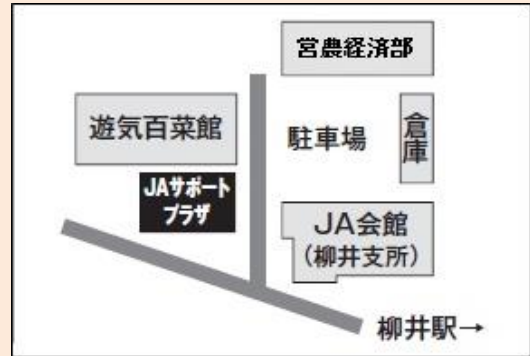 営農経済部
遊気百菜館
駐車場
倉庫
JAサポート
プラザ
JA会館
（柳井支所）
柳井駅→